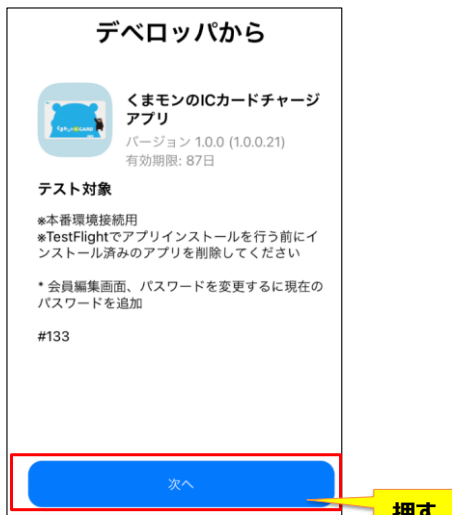 デベロッパから
くまモンのICカードチャージ
アプリ
バージョン 1.0.0 (1.0.0.21)
有効期限: 87日
テスト対象
※本番環境接続用
※TestFlightでアプリインストールを行う前にイ
ンストール済みのアプリを削除してください
* 会員編集画面、パスワードを変更するに現在の
パスワードを追加
#133
次へ
押す